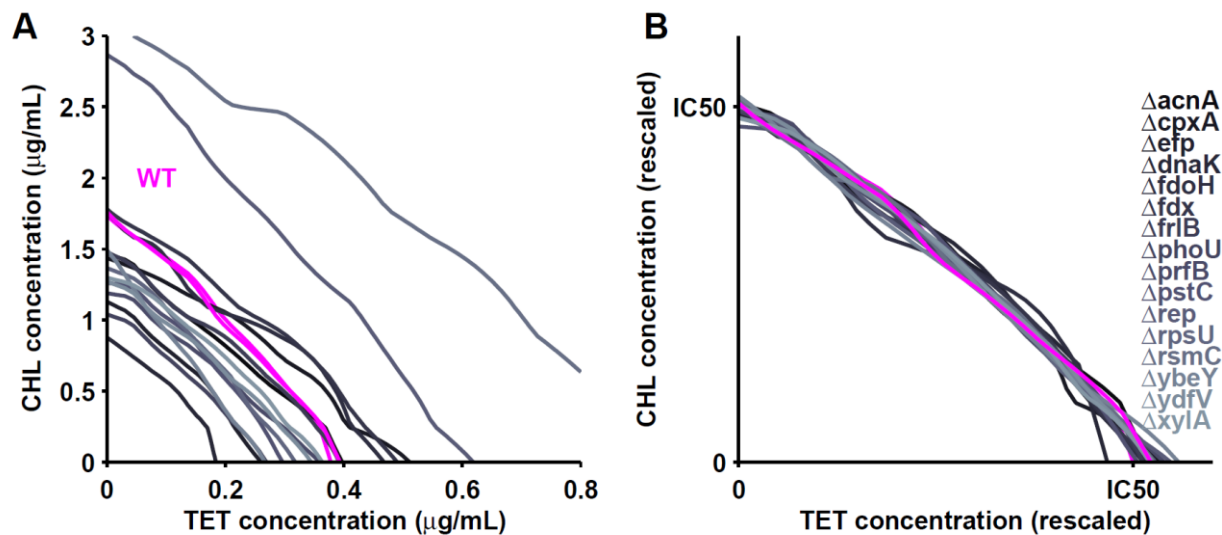 A
CHL concentration (μg/mL)
3
2.5
2
1.5
1
0.5
0
WT
0
0.2
0.4
0.6
0.8
TET concentration (μg/mL)
B
CHL concentration (rescaled)
IC50
0
0
IC50
TET concentration (rescaled)
ΔacnA
ΔcpxA
Δefp
ΔdnaK
ΔfdoH
Δfdx
ΔfrlB
ΔphoU
ΔprfB
ΔpstC
Δrep
ΔrpsU
ΔrsmC
ΔybeY
ΔydfV
ΔxylA